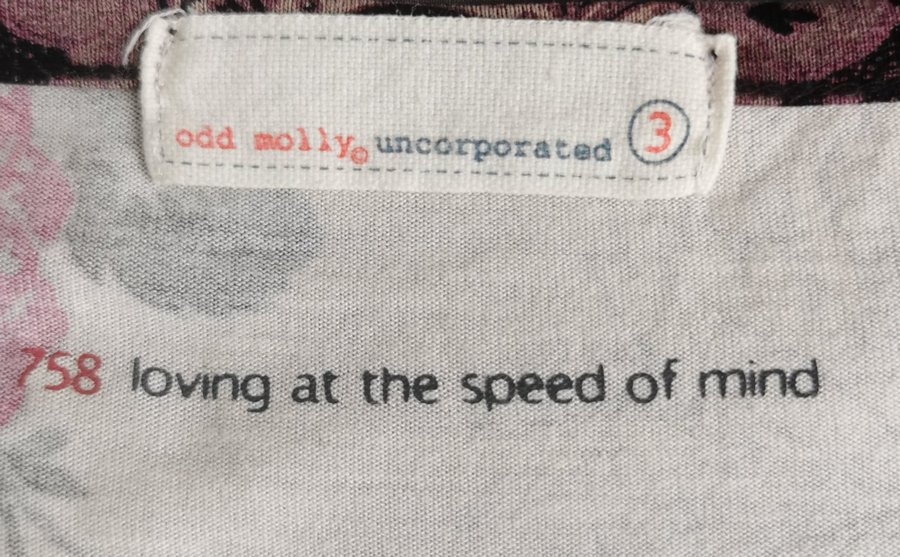 odd molly© uncorporated 3
758 loving at the speed of mind